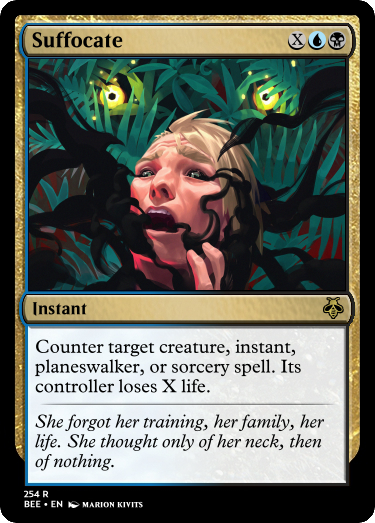 Suffocate X
Instant
Counter target creature, instant,
planeswalker, or sorcery spell. Its
controller loses X life.
She forgot her training, her family, her
life. She thought only of her neck, then
of nothing.
254 R
BEE • EN MARION KIVITS